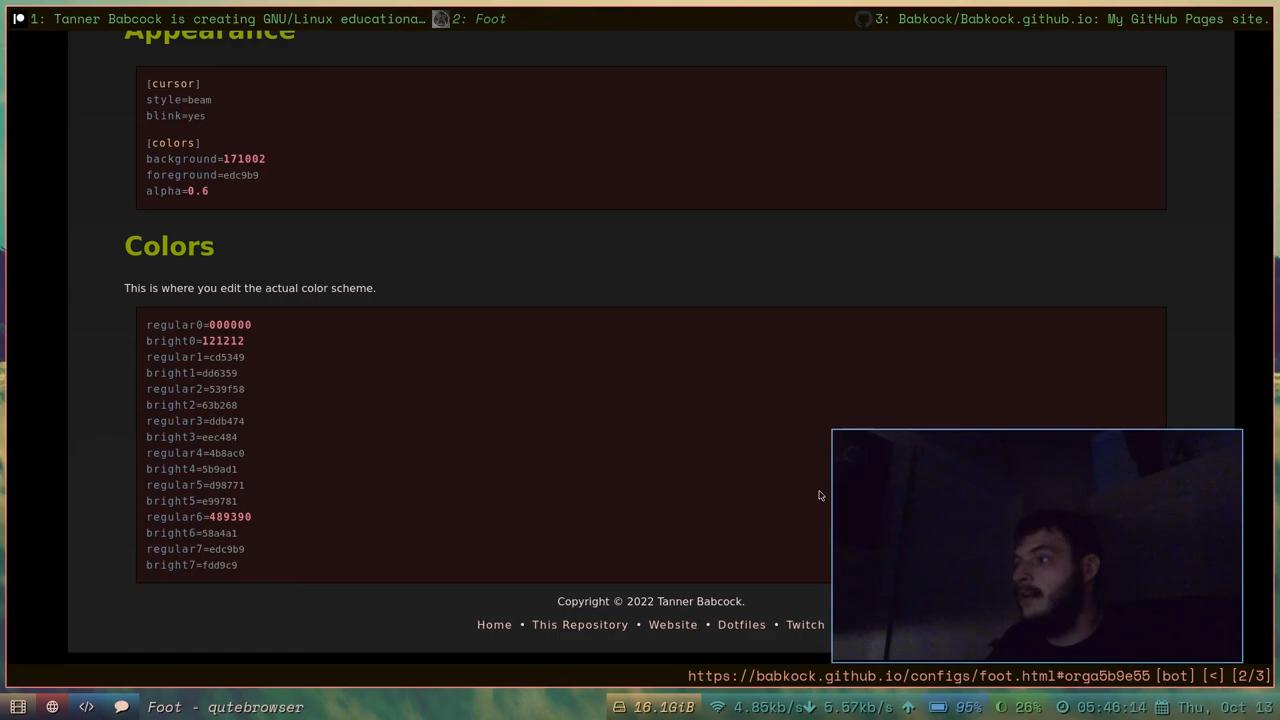 1: Tanner Babcock is creating GNU/Linux educationa…
2: Foot
3: Babkock/Babkock.github.io: My GitHub Pages site.
Appearance
[cursor]
style=beam
blink=yes
[colors]
background=171002
foreground=edc9b9
alpha=0.6
Colors
This is where you edit the actual color scheme.
regular0=000000
bright0=121212
regular1=cd5349
bright1=dd6359
regular2=539f58
bright2=63b268
regular3=ddb474
bright3=eec484
regular4=4b8ac0
bright4=5b9ad1
regular5=d98771
bright5=e99781
regular6=489390
bright6=58a4a1
regular7=edc9b9
bright7=fdd9c9
Copyright © 2022 Tanner Babcock.
Home • This Repository • Website • Dotfiles • Twitch
https://babkock.github.io/configs/foot.html#orga5b9e55 [bot] [<] [2/3]
Foot - qutebrowser
16.1GiB 4.85kb/s 5.57kb/s 95% 26% 05:46:14 Thu, Oct 13